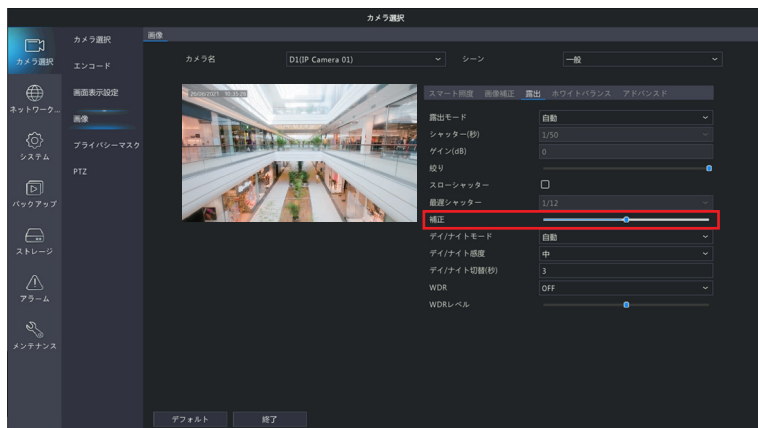 カメラ選択
カメラ選択
ネットワーク...
システム
バックアップ
ストレージ
アラーム
メンテナンス
カメラ選択
エンコード
画面表示設定
画像
プライバシーマスク
PTZ
画像
カメラ名 D1(IP Camera 01) シーン 一般
スマート照度 画像補正 露出 ホワイトバランス アドバンスド
露出モード 自動
シャッター(秒) 1/50
ゲイン(dB) 0
絞り
スローシャッター
最遅シャッター 1/12
補正
デイ/ナイトモード 自動
デイ/ナイト感度 中
デイ/ナイト切替(秒) 3
WDR OFF
WDRレベル
デフォルト 終了